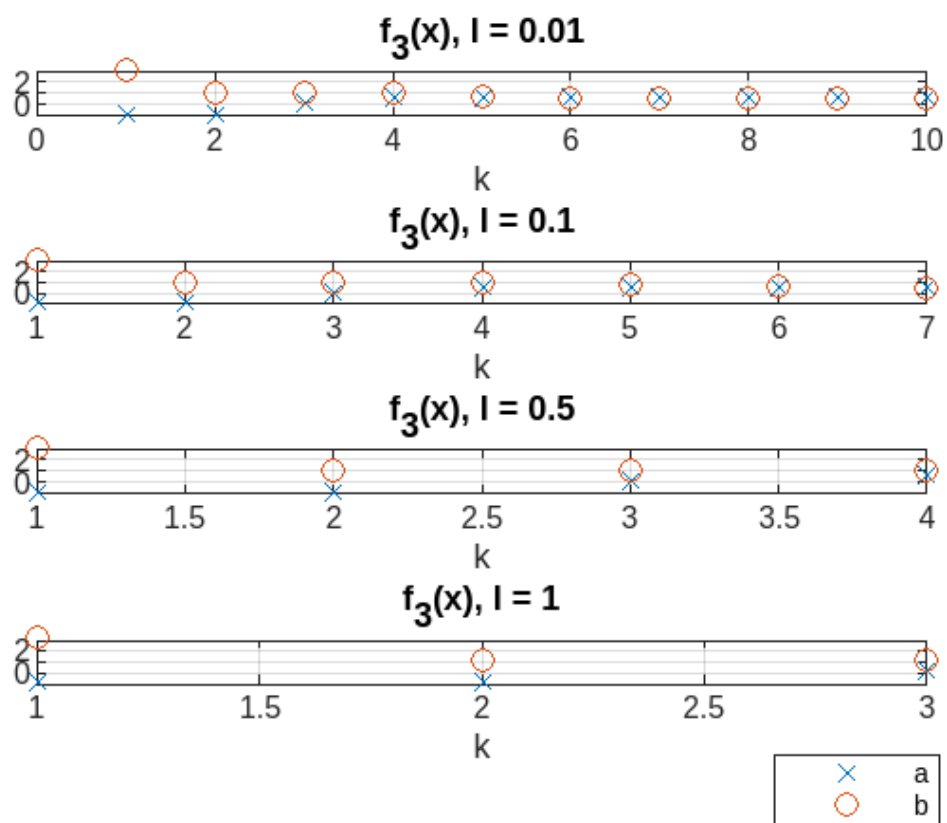 f3(x), l = 0.01
2
0
0 2 4 6 8 10
k
f3(x), l = 0.1
2
0
1 2 3 4 5 6 7
k
f3(x), l = 0.5
2
0
1 1.5 2 2.5 3 3.5 4
k
f3(x), l = 1
2
0
1 1.5 2 2.5 3
k
a
b